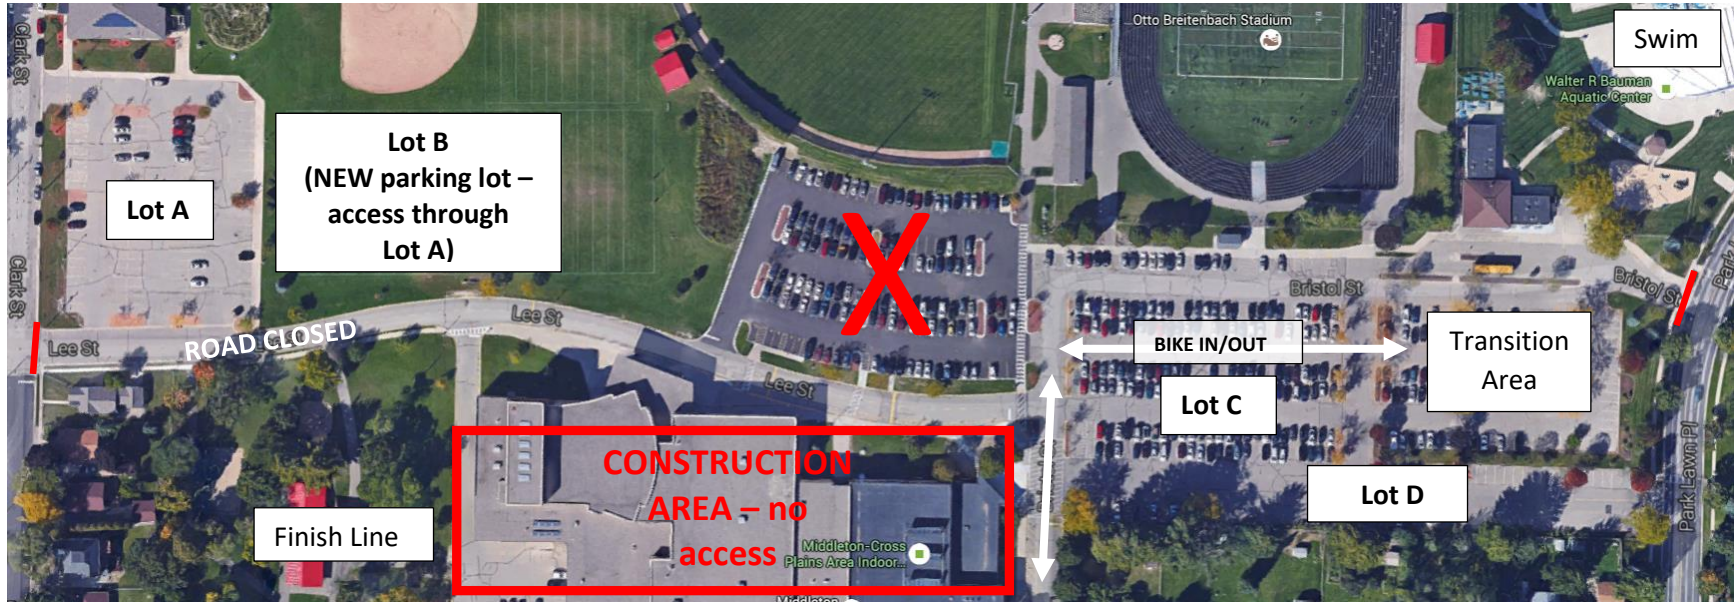 Clark St
Otto Breitenbach Stadium
Swim
Walter R Bauman
Aquatic Center
Lot A
Lot B
(NEW parking lot –
access through
Lot A)
X
Clark St
Lee St
ROAD CLOSED
Lee St
Lee St
Bristol St
Bristol St
Park
BIKE IN/OUT
Transition
Area
Lot C
Lot D
Park Lawn Pl
CONSTRUCTION
AREA – no
access
Middleton-Cross
Plains Area Indoor...
Middleton
Finish Line